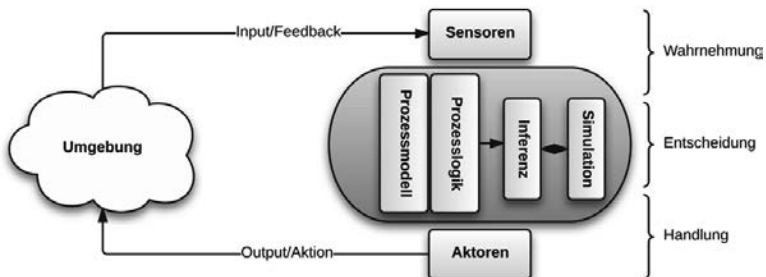 Input/Feedback
Sensoren
Wahrnehmung
Umgebung
Prozessmodell
Prozesslogik
Inferenz
Simulation
Entscheidung
Output/Aktion
Aktoren
Handlung